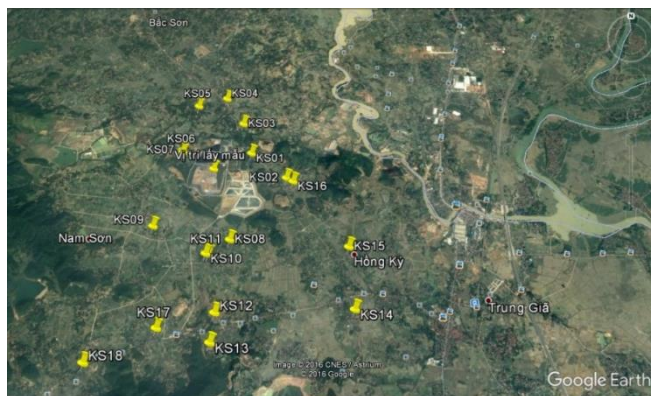 Bắc Sơn
KS05
KS04
KS03
KS06
KS07
Vị trí lấy mẫu
KS01
KS02
KS16
KS09
Nam Sơn
KS11
KS08
KS10
KS15
Hồng Kỳ
KS12
KS14
Trung Giã
KS17
KS13
KS18
Image © 2016 CNES / Astrium
© 2016 Google
Google Earth